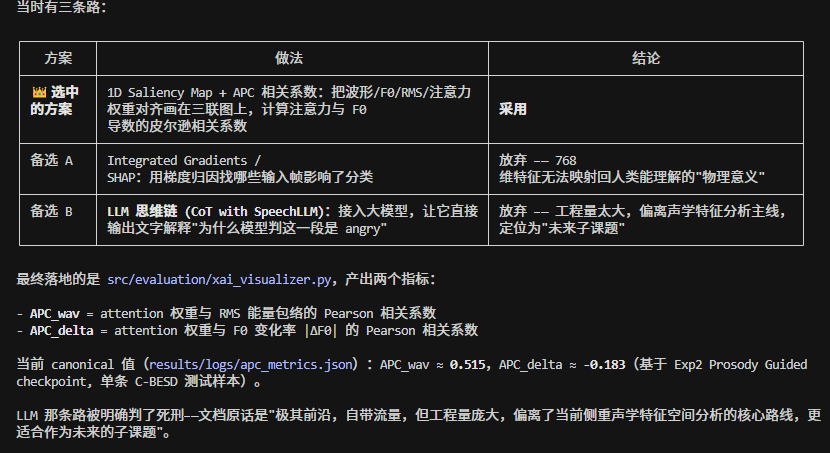 当时有三条路：
方案 做法 结论
👑 选中 1D Saliency Map + APC 相关系数：把波形/F0/RMS/注意力
的方案 权重对齐画在三联图上，计算注意力与 F0 采用
导数的皮尔逊相关系数
备选 A Integrated Gradients / 放弃 —— 768
SHAP：用梯度归因找哪些输入帧影响了分类 维特征无法映射回人类能理解的"物理意义"
备选 B LLM 思维链 (CoT with SpeechLLM)：接入大模型，让它直接 放弃 —— 工程量太大，偏离声学特征分析主线，
输出文字解释"为什么模型判这一段是 angry" 定位为"未来子课题"
最终落地的是 src/evaluation/xai_visualizer.py，产出两个指标：
- APC_wav = attention 权重与 RMS 能量包络的 Pearson 相关系数
- APC_delta = attention 权重与 F0 变化率 |ΔF0| 的 Pearson 相关系数
当前 canonical 值（results/logs/apc_metrics.json）：APC_wav ≈ 0.515，APC_delta ≈ -0.183（基于 Exp2 Prosody Guided
checkpoint，单条 C-BESD 测试样本）。
LLM 那条路被明确判了死刑——文档原话是"极其前沿，自带流量，但工程量庞大，偏离了当前侧重声学特征空间分析的核心路线，更
适合作为未来的子课题"。